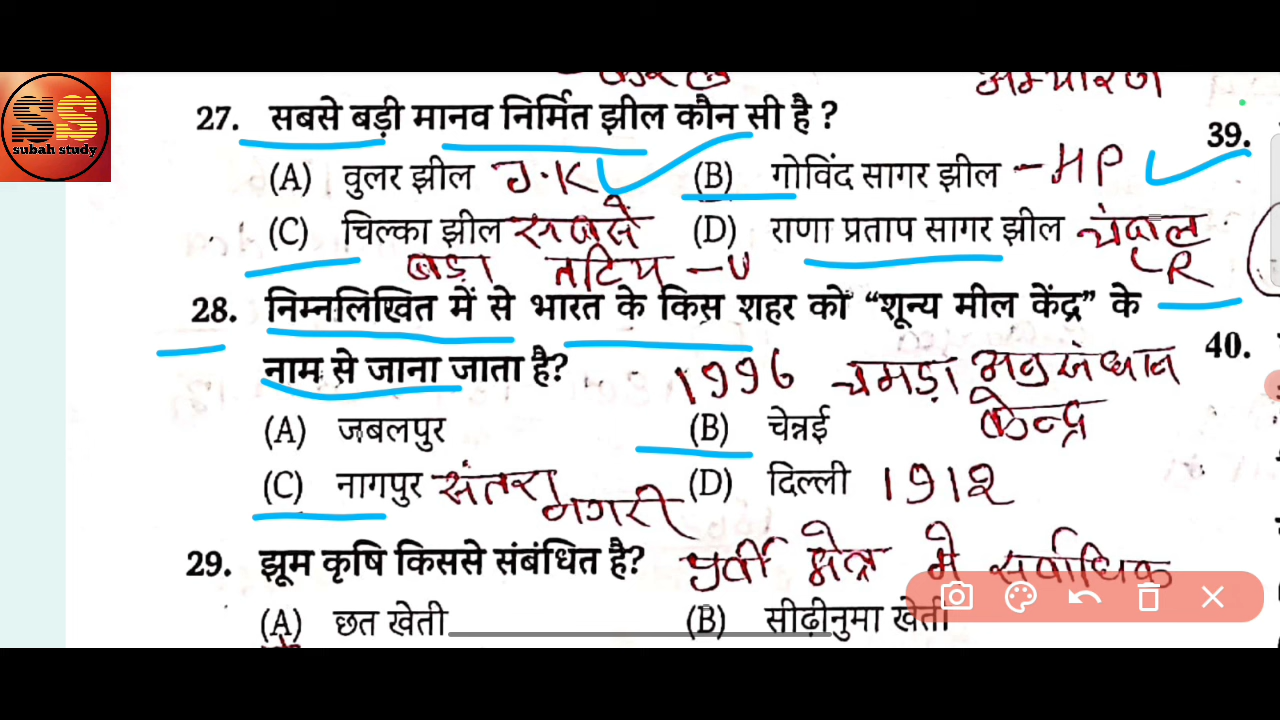 SS
subah study
27. सबसे बड़ी मानव निर्मित झील कौन सी है ?
39.
(A) वुलर झील J.K (B) गोविंद सागर झील - HP
(C) चिल्का झील सबसे (D) राणा प्रताप सागर झील चंबल
बड़ा तटिय - R
28. निम्नलिखित में से भारत के किस शहर को “शून्य मील केंद्र” के
नाम से जाना जाता है? 1996 चमड़ा अनुसंधान
40.
(A) जबलपुर (B) चेन्नई केन्द्र
(C) नागपुर संतरा नगरी (D) दिल्ली 1912
29. झूम कृषि किससे संबंधित है? पुर्वी क्षेत्र मे सर्वाधिक
(A) छत खेती (B) सीढ़ीनुमा खेती